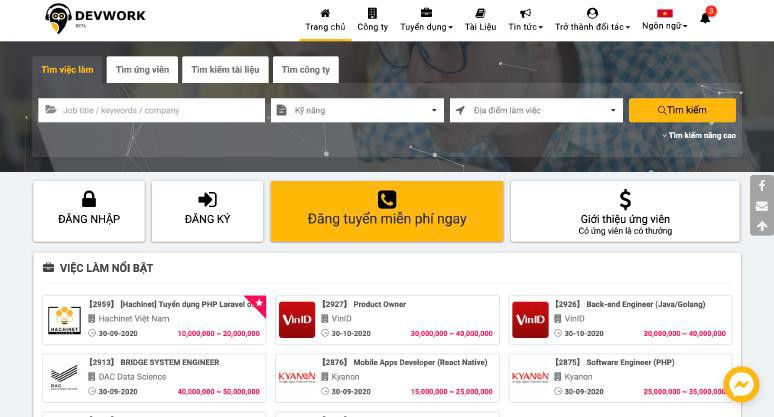 DEVWORK
BETA
Trang chủ
Công ty
Tuyển dụng
Tài Liệu
Tin tức
Trở thành đối tác
Ngôn ngữ
3
Tìm việc làm
Tìm ứng viên
Tìm kiếm tài liệu
Tìm công ty
Job title / keywords / company
Kỹ năng
Địa điểm làm việc
Tìm kiếm
Tìm kiếm nâng cao
ĐĂNG NHẬP
ĐĂNG KÝ
Đăng tuyển miễn phí ngay
Giới thiệu ứng viên
Có ứng viên là có thưởng
VIỆC LÀM NỔI BẬT
HACHINET
【2959】 [Hachinet] Tuyển dụng PHP Laravel
Hachinet Việt Nam
30-09-2020
10,000,000 ~ 20,000,000
VinID
【2927】 Product Owner
VinID
30-10-2020
30,000,000 ~ 40,000,000
VinID
【2926】 Back-end Engineer (Java/Golang)
VinID
30-10-2020
30,000,000 ~ 40,000,000
DAC
DATA SCIENCE
【2913】 BRIDGE SYSTEM ENGINEER
DAC Data Science
30-09-2020
40,000,000 ~ 50,000,000
KYANON
【2876】 Mobile Apps Developer (React Native)
Kyanon
30-09-2020
15,000,000 ~ 25,000,000
KYANON
【2875】 Software Engineer (PHP)
Kyanon
30-09-2020
25,000,000 ~ 35,000,000